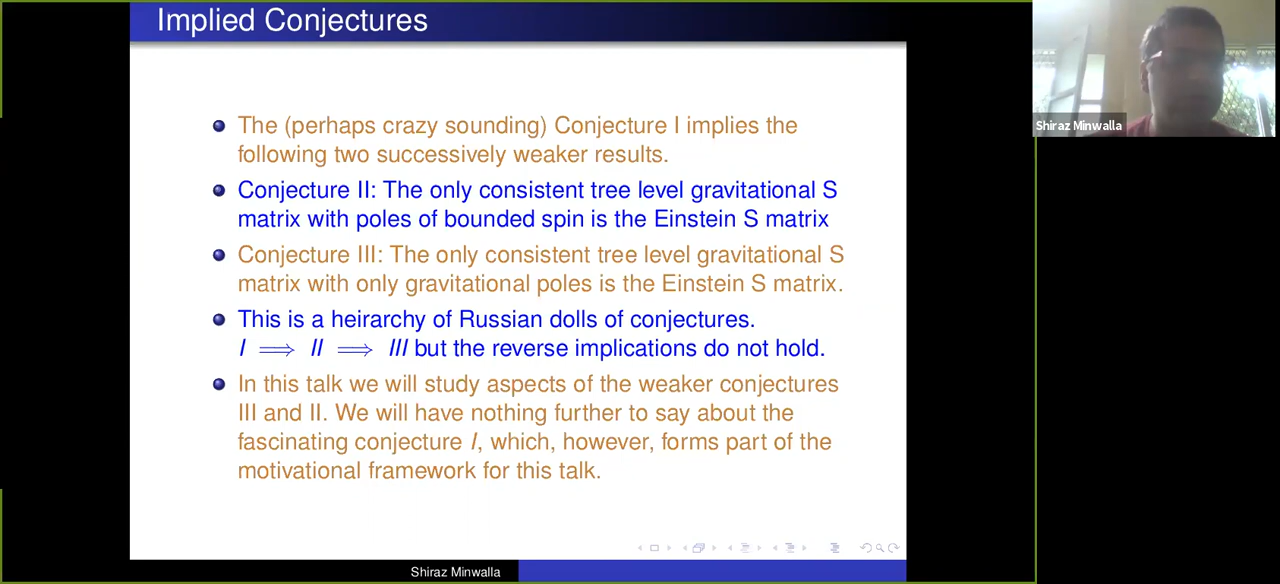 Implied Conjectures
Shiraz Minwalla
The (perhaps crazy sounding) Conjecture I implies the
following two successively weaker results.
Conjecture II: The only consistent tree level gravitational S
matrix with poles of bounded spin is the Einstein S matrix
Conjecture III: The only consistent tree level gravitational S
matrix with only gravitational poles is the Einstein S matrix.
This is a heirarchy of Russian dolls of conjectures.
I ⟹ II ⟹ III but the reverse implications do not hold.
In this talk we will study aspects of the weaker conjectures
III and II. We will have nothing further to say about the
fascinating conjecture I, which, however, forms part of the
motivational framework for this talk.
Shiraz Minwalla